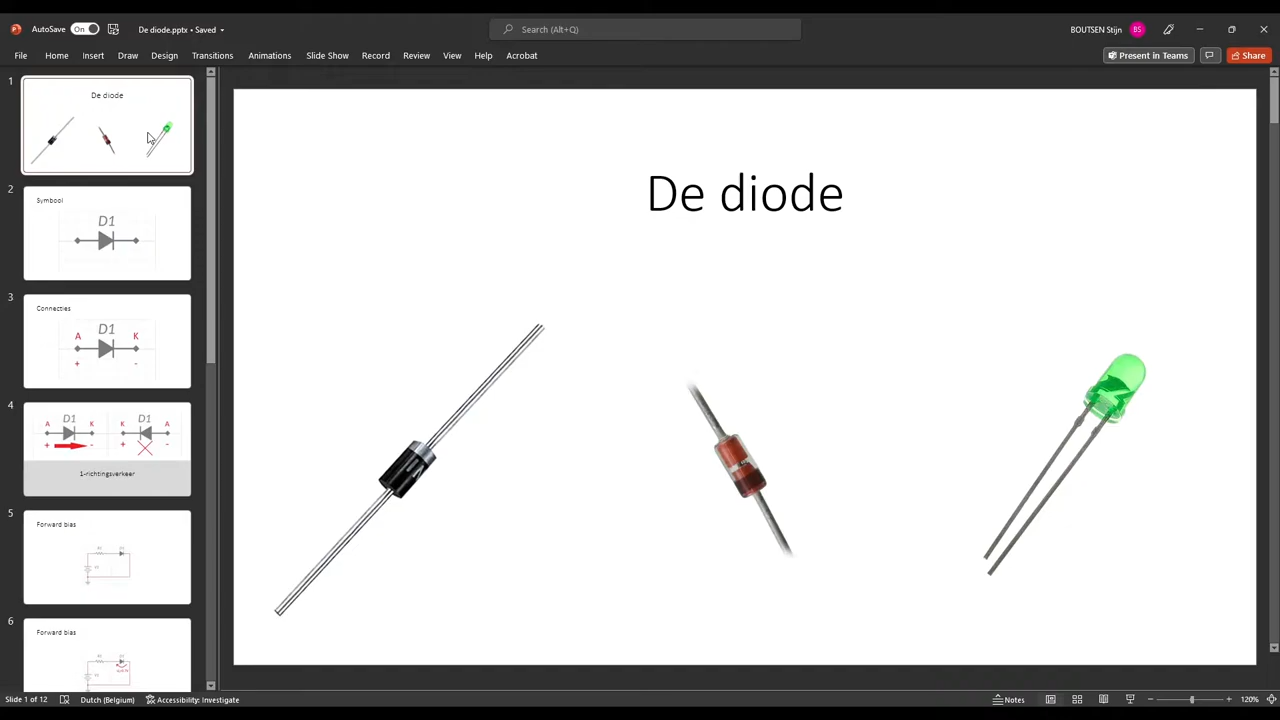 AutoSave On De diode.pptx • Saved Search (Alt+Q) BOUTSEN Stijn BS
File Home Insert Draw Design Transitions Animations Slide Show Record Review View Help Acrobat Present in Teams Share
1
De diode
2
Symbool
D1
3
Connecties
D1
A K
+ -
4
D1 D1
A K K A
+ - + -
1-richtingsverkeer
5
Forward bias
6
Forward bias
De diode
Slide 1 of 12 Dutch (Belgium) Accessibility: Investigate Notes 120%